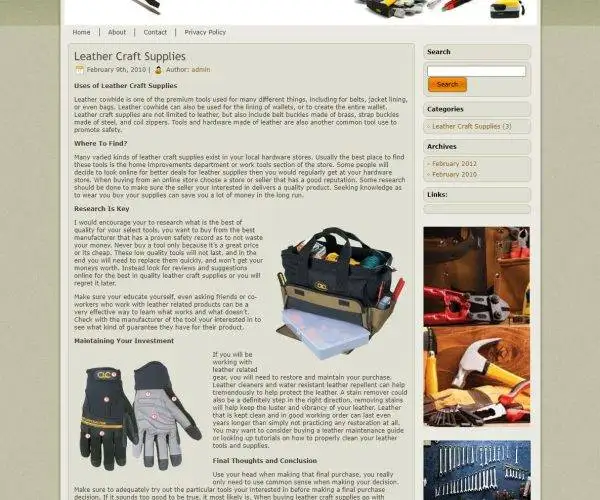 Home | About | Contact | Privacy Policy
Leather Craft Supplies
February 9th, 2010 | Author: admin
Uses of Leather Craft Supplies
Leather cowhide is one of the premium tools used for many different things, including for belts, jacket lining,
or even bags. Leather cowhide can also be used for the lining of wallets, or to create the entire wallet.
Leather craft supplies are not limited to leather, but also include belt buckles made of brass, strap buckles
made of steel, and coil zippers. Tools and hardware made of leather are also another common tool use to
promote safety.
Where To Find?
Many varied kinds of leather craft supplies exist in your local hardware stores. Usually the best place to find
these tools is the home improvements department or work tools section of the store. Some people will
decide to look online for better deals for leather supplies then you would regularly get at your hardware
store. When buying from an online store choose a store or seller that has a good reputation. Some research
should be done to make sure the seller your interested in delivers a quality product. Seeking knowledge as
to wear you buy your supplies can save you a lot of money in the long run.
Research Is Key
I would encourage your to research what is the best of
quality for your select tools, you want to buy from the best
manufacturer that has a proven safety record as to not waste
your money. Never buy a tool only because it's a great price
or its cheap. These low quality tools will not last, and in the
end you will need to replace them quickly, and won't get your
moneys worth. Instead look for reviews and suggestions
online for the best in quality leather craft supplies or you will
regret it later.
Make sure your educate yourself, even asking friends or co-
workers who work with leather related products can be a
very effective way to learn what works and what doesn't.
Check with the manufacturer of the tool your interested in to
see what kind of guarantee they have for their product.
Maintaining Your Investment
If you will be
working with
leather related
gear, you will need to restore and maintain your purchase.
Leather cleaners and water resistant leather repellent can help
tremendously to help protect the leather. A stain remover could
also be a definitely step in the right direction, removing stains
will help keep the luster and vibrancy of your leather. Leather
that is kept clean and in good working order can last even
years longer than simply not practicing any restoration at all.
You may want to consider buying a leather maintenance guide
or looking up tutorials on how to properly clean your leather
tools and supplies.
Final Thoughts and Conclusion
Use your head when making that final purchase, you really
only need to use common sense when making your decision.
Make sure to adequately try out the particular tools your interested in before making a final purchase
decision. If it sounds too good to be true, it most likely is. When buying leather craft supplies go with
Search
Search
Categories
Leather Craft Supplies (3)
Archives
February 2012
February 2010
Links: